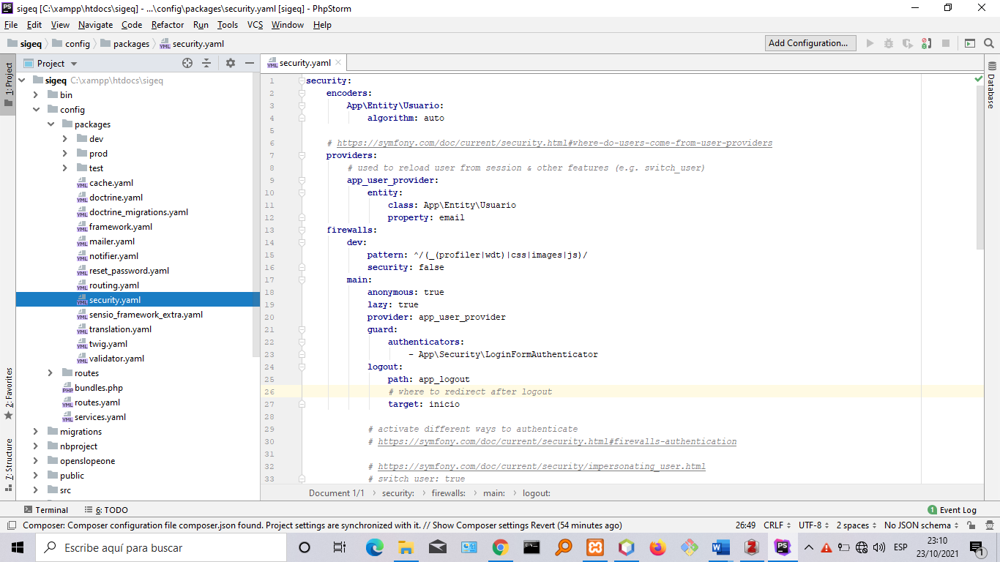 sigeq [C:\xampp\htdocs\sigeq] - ...\config\packages\security.yaml [sigeq] - PhpStorm
File Edit View Navigate Code Refactor Run Tools VCS Window Help
sigeq config packages security.yaml Add Configuration...
1: Project
2: Favorites
7: Structure
Project
sigeq C:\xampp\htdocs\sigeq
bin
config
packages
dev
prod
test
cache.yaml
doctrine.yaml
doctrine_migrations.yaml
framework.yaml
mailer.yaml
notifier.yaml
reset_password.yaml
routing.yaml
security.yaml
sensio_framework_extra.yaml
translation.yaml
twig.yaml
validator.yaml
routes
bundles.php
routes.yaml
services.yaml
migrations
nbproject
openslopeone
public
src
security.yaml
1 security:
2 encoders:
3 App\Entity\Usuario:
4 algorithm: auto
5
6 # https://symfony.com/doc/current/security.html#where-do-users-come-from-user-providers
7 providers:
8 # used to reload user from session & other features (e.g. switch_user)
9 app_user_provider:
10 entity:
11 class: App\Entity\Usuario
12 property: email
13 firewalls:
14 dev:
15 pattern: ^/(_(profiler|wdt)|css|images|js)/
16 security: false
17 main:
18 anonymous: true
19 lazy: true
20 provider: app_user_provider
21 guard:
22 authenticators:
23 - App\Security\LoginFormAuthenticator
24 logout:
25 path: app_logout
26 # where to redirect after logout
27 target: inicio
28
29 # activate different ways to authenticate
30 # https://symfony.com/doc/current/security.html#firewalls-authentication
31
32 # https://symfony.com/doc/current/security/impersonating_user.html
33 # switch_user: true
Database
Document 1/1 security: firewalls: main: logout:
Terminal 6: TODO 1 Event Log
Composer: Composer configuration file composer.json found. Project settings are synchronized with it. // Show Composer settings Revert (54 minutes ago) 26:49 CRLF UTF-8 2 spaces No JSON schema
Escribe aquí para buscar ESP 23:10
23/10/2021 1